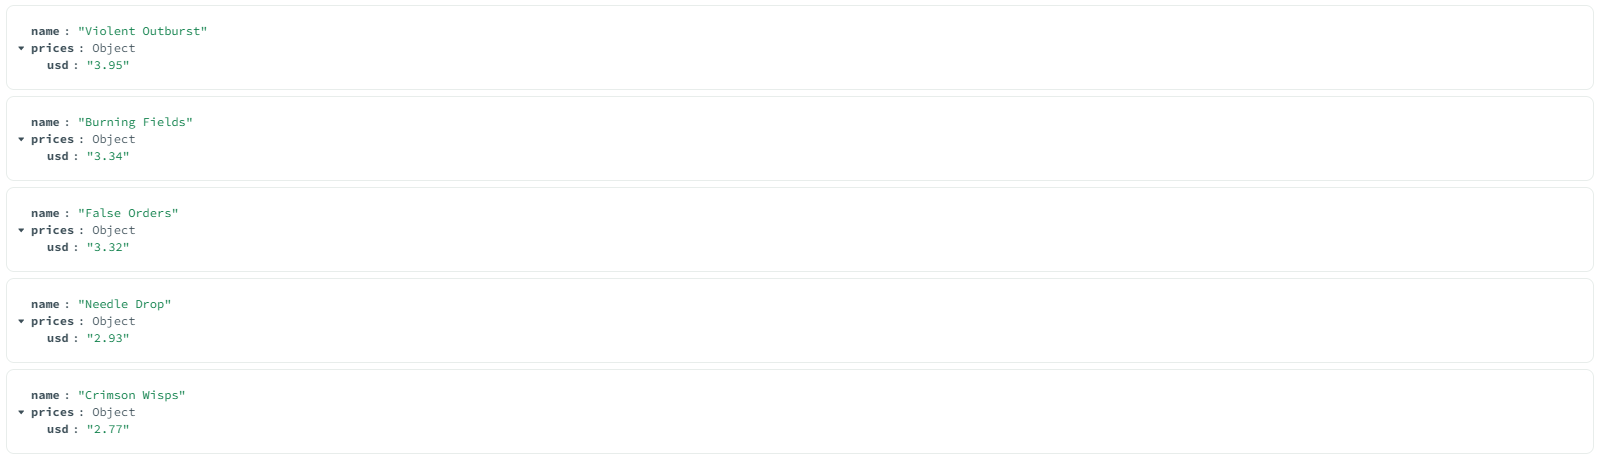 name : "Violent Outburst"
prices : Object
usd : "3.95"
name : "Burning Fields"
prices : Object
usd : "3.34"
name : "False Orders"
prices : Object
usd : "3.32"
name : "Needle Drop"
prices : Object
usd : "2.93"
name : "Crimson Wisps"
prices : Object
usd : "2.77"